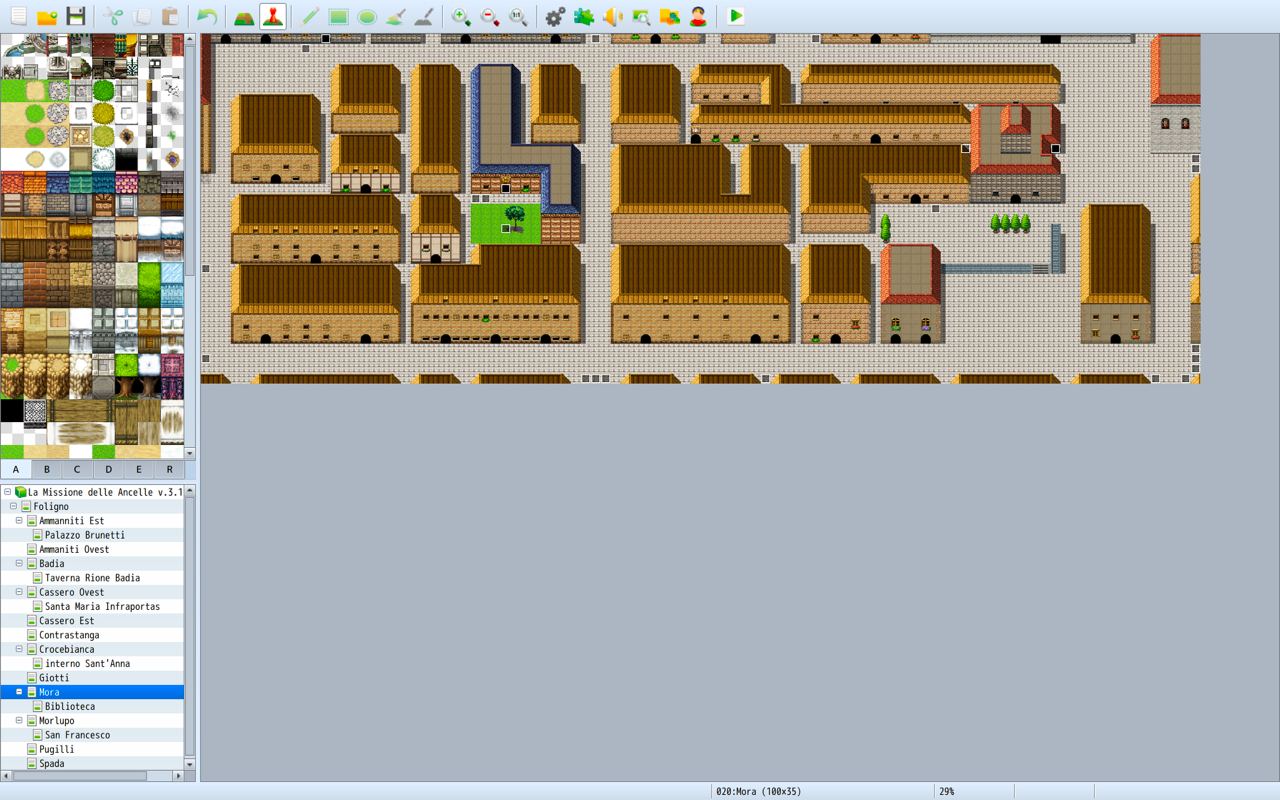 1:1
A B C D E R
La Missione delle Ancelle v.3.1
Foligno
Ammanniti Est
Palazzo Brunetti
Ammaniti Ovest
Badia
Taverna Rione Badia
Cassero Ovest
Santa Maria Infraportas
Cassero Est
Contrastanga
Crocebianca
interno Sant'Anna
Giotti
Mora
Biblioteca
Morlupo
San Francesco
Pugilli
Spada
020:Mora (100x35) 29%